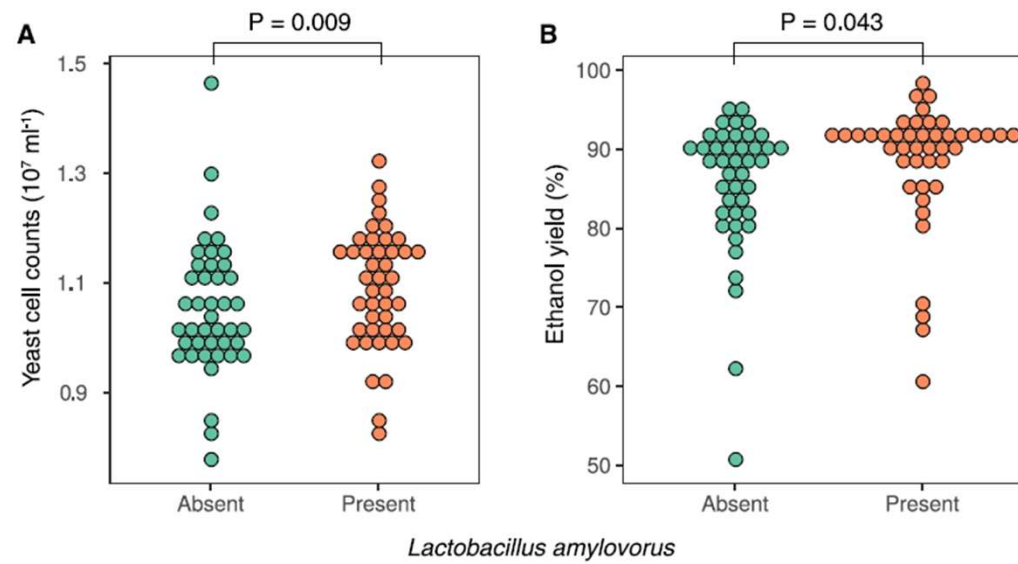 A
P = 0.009
Yeast cell counts (10⁷ ml⁻¹)
1.5
1.3
1.1
0.9
Absent
Present
B
P = 0.043
Ethanol yield (%)
100
90
80
70
60
50
Absent
Present
Lactobacillus amylovorus